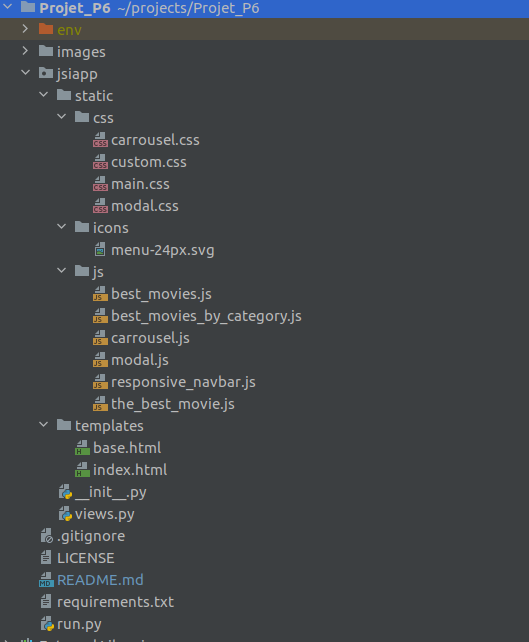 Projet_P6 ~/projects/Projet_P6
env
images
jsiapp
static
css
carrousel.css
custom.css
main.css
modal.css
icons
menu-24px.svg
js
best_movies.js
best_movies_by_category.js
carrousel.js
modal.js
responsive_navbar.js
the_best_movie.js
templates
base.html
index.html
__init__.py
views.py
.gitignore
LICENSE
README.md
requirements.txt
run.py